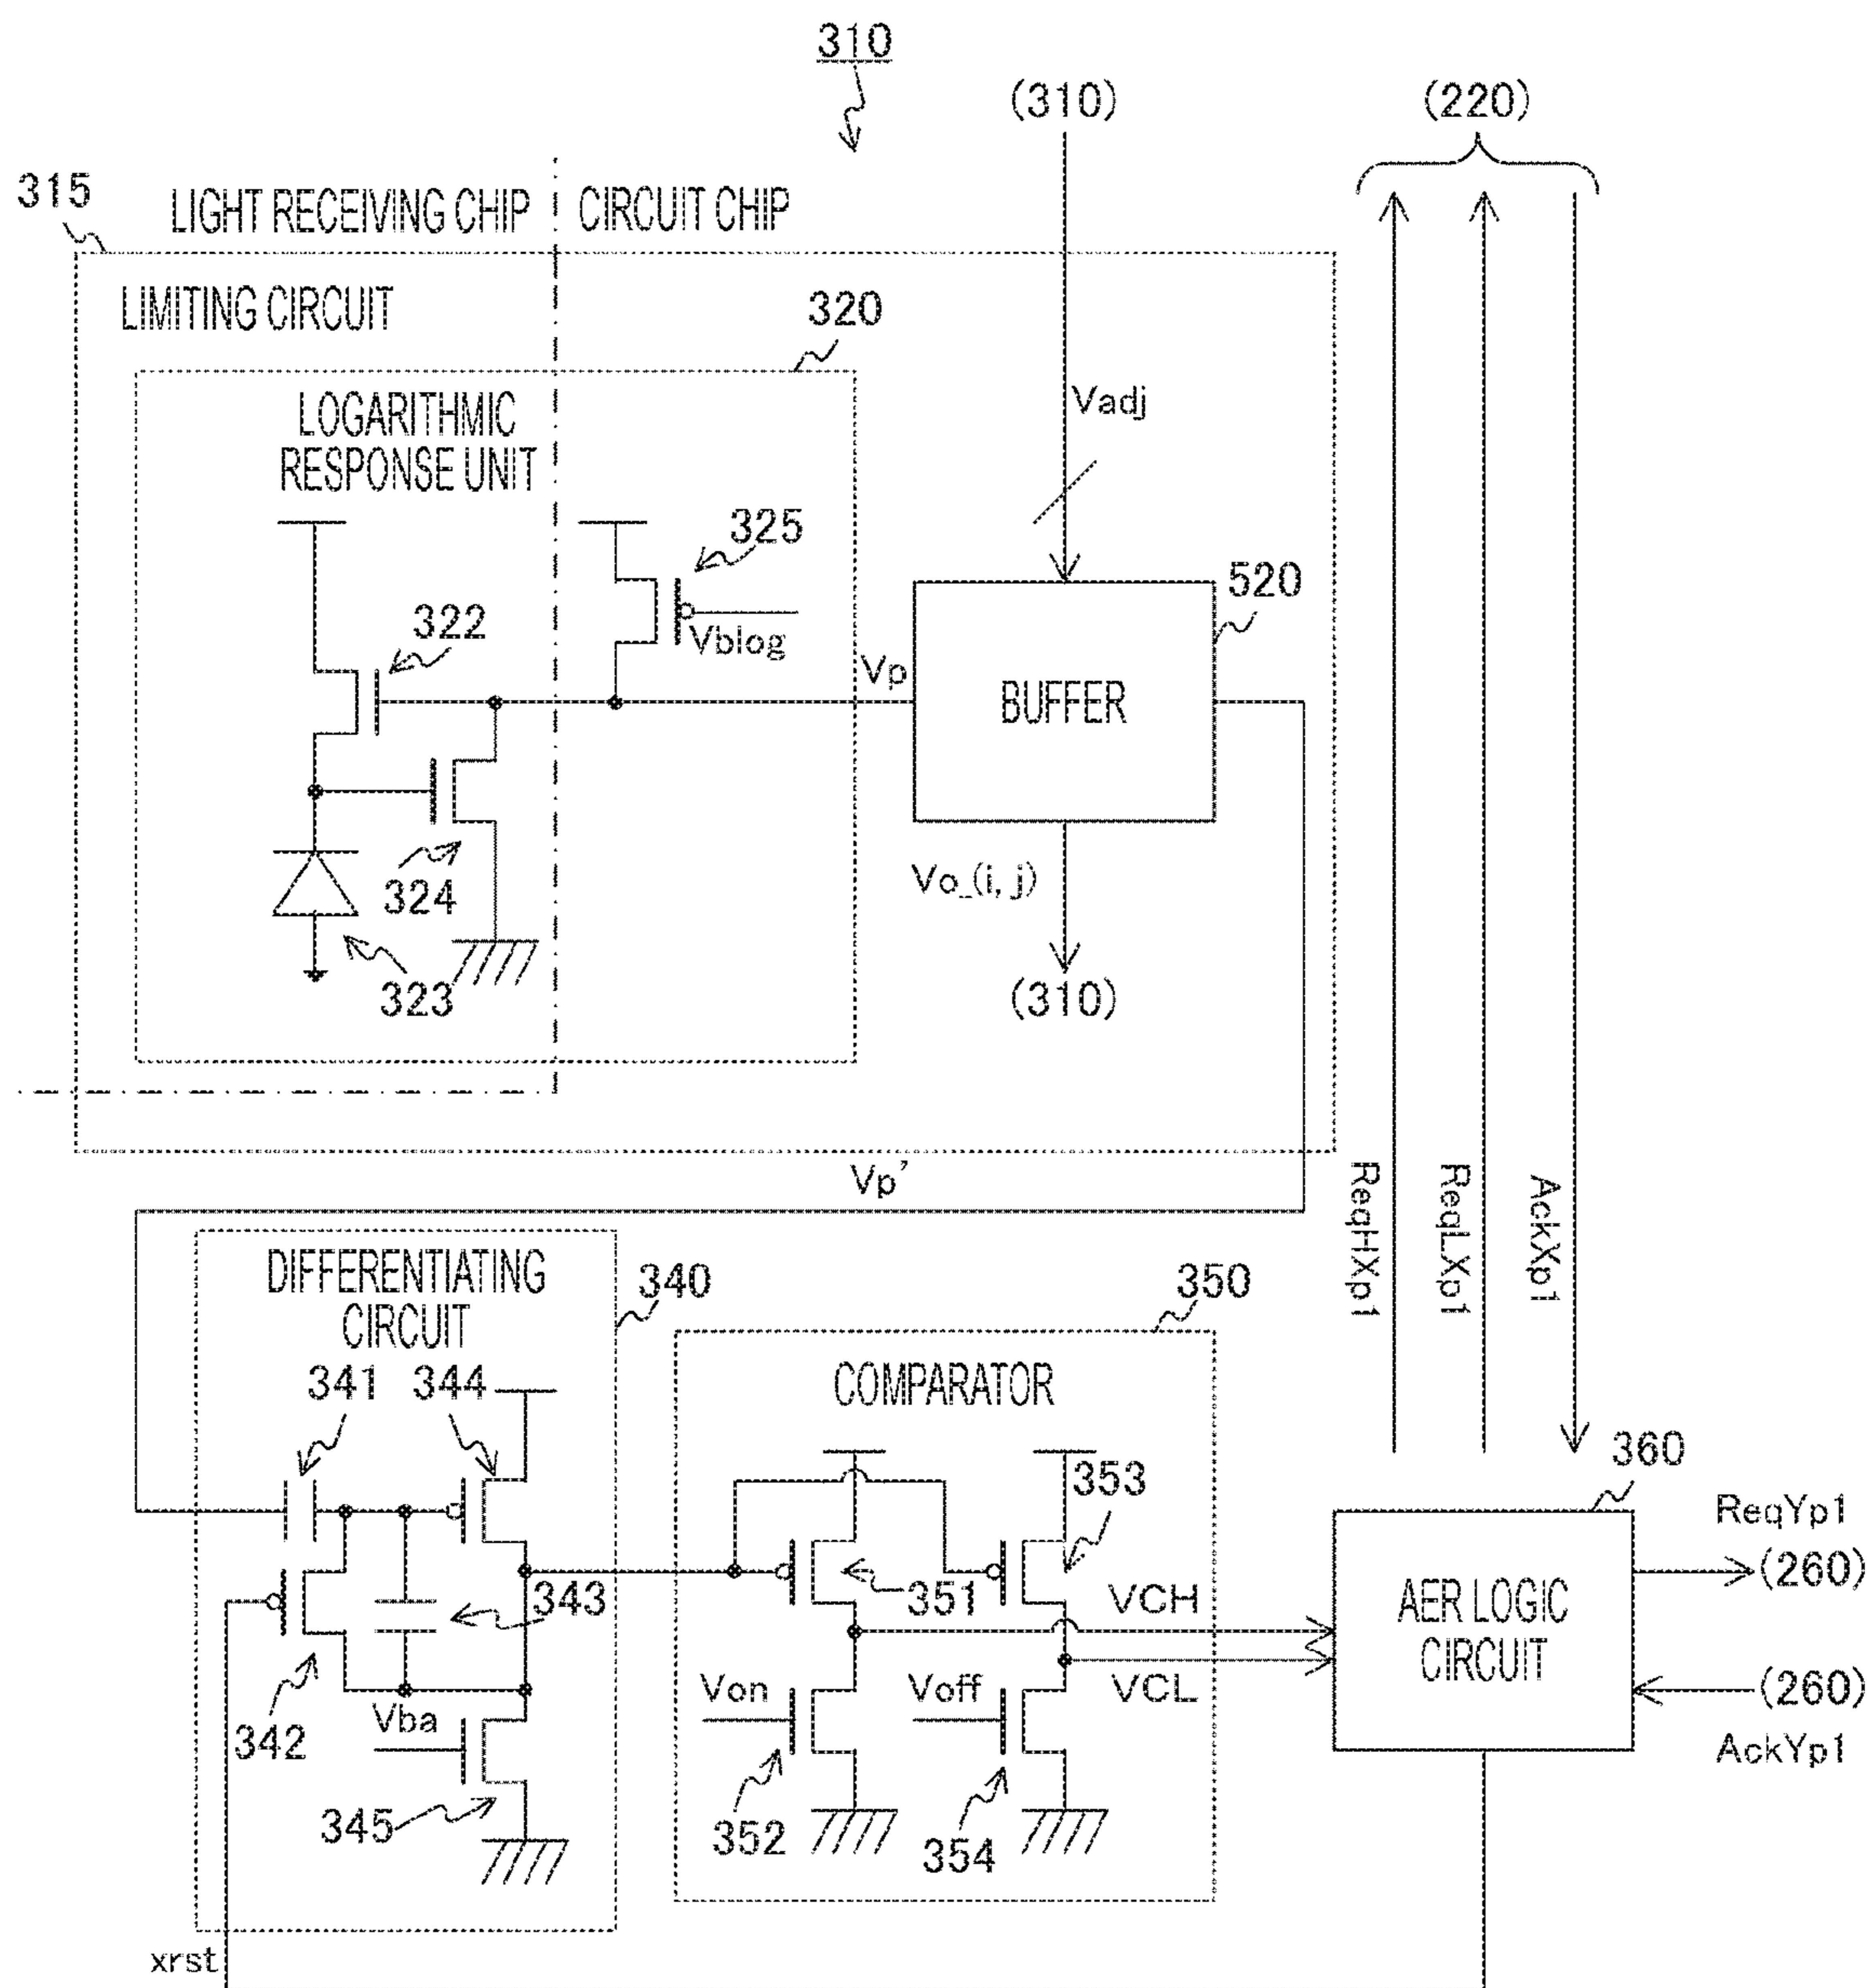 310
(310)
(220)
315
LIGHT RECEIVING CHIP
CIRCUIT CHIP
LIMITING CIRCUIT
320
LOGARITHMIC
RESPONSE UNIT
Vadj
325
520
322
Vblog
Vp
BUFFER
324
Vo_(i, j)
323
(310)
Vp'
ReqHXp1
ReqLXp1
AckXp1
DIFFERENTIATING
CIRCUIT
340
350
341
344
COMPARATOR
360
353
ReqYp1
(260)
343
351
VCH
AER LOGIC
CIRCUIT
342
Vba
Von
Voff
VCL
(260)
AckYp1
345
352
354
xrst